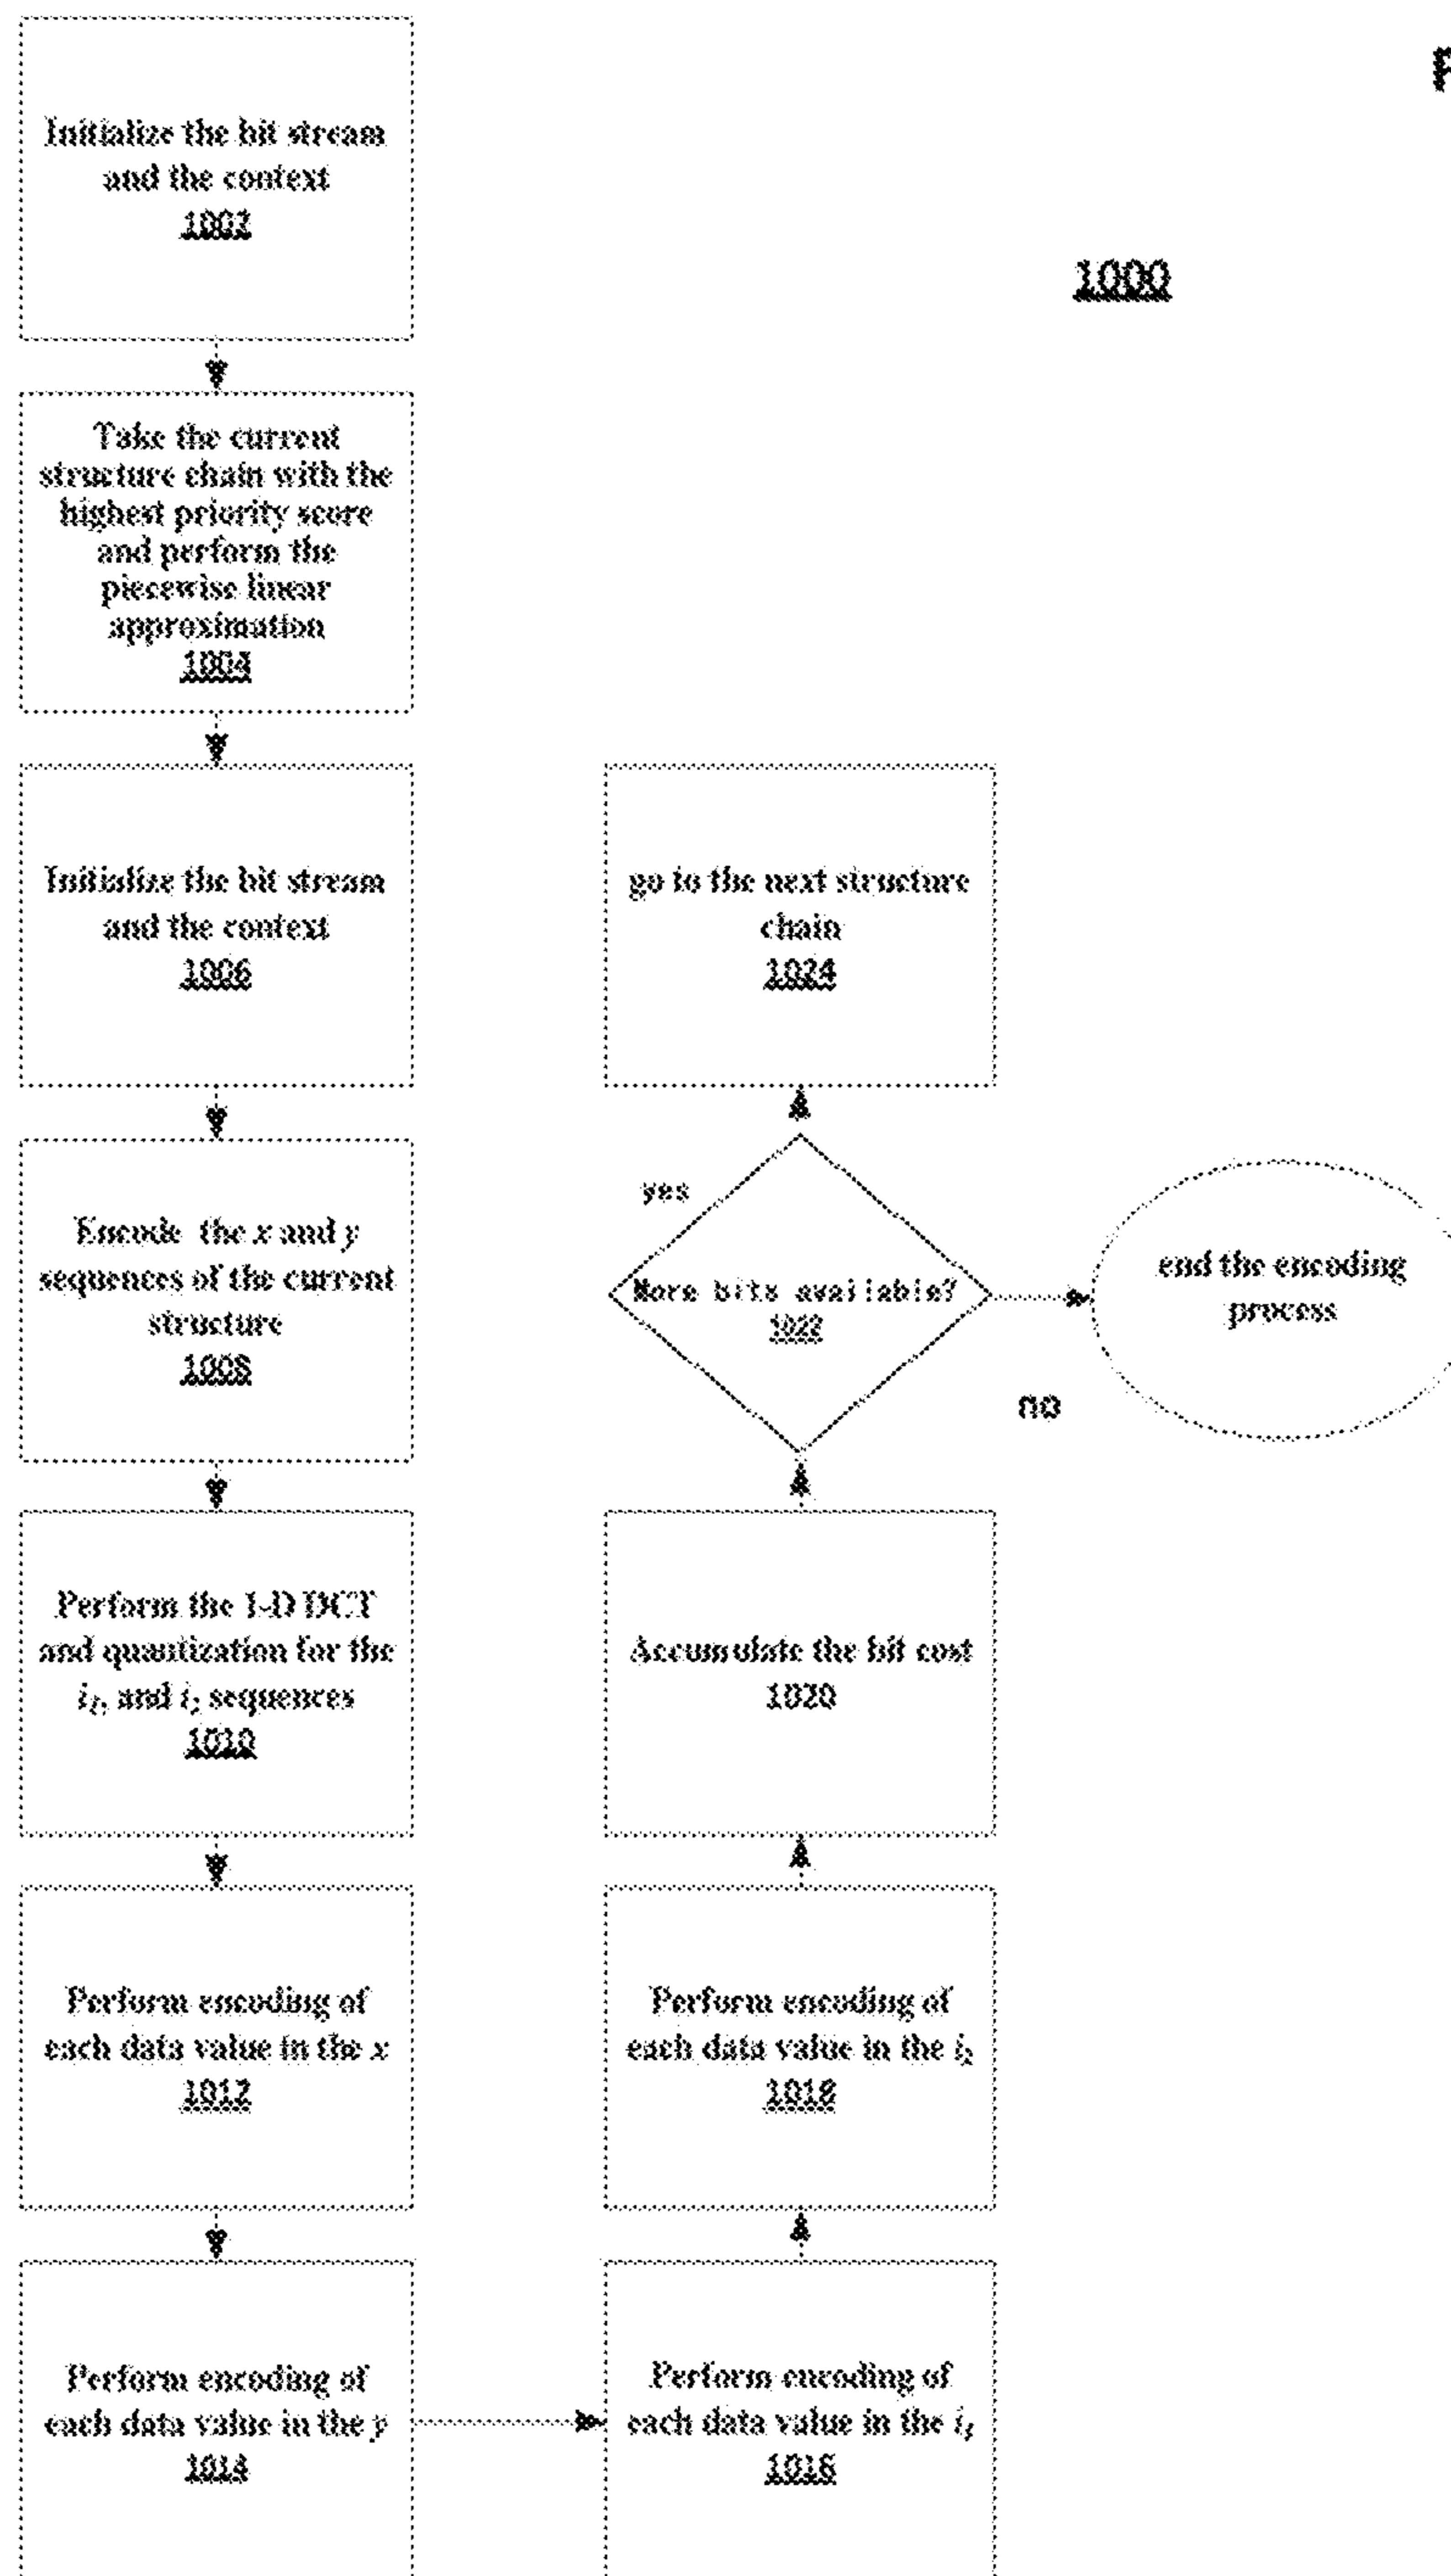 Initialize the bit stream
and the context
1002
1000
Take the current
structure chain with the
highest priority score
and perform the
piecewise linear
approximation
1004
Initialize the bit stream
and the context
1006
Encode the x and y
sequences of the current
structure
1008
Perform the 1-D DCT
and quantization for the
and i₂ sequences
1010
Perform encoding of
each data value in the x
1012
Perform encoding of
each data value in the y
1014
Perform encoding of
each data value in the i₁
1016
Perform encoding of
each data value in the i₂
1018
Accumulate the bit cost
1020
More bits available?
1022
yes
no
go to the next structure
chain
1024
end the encoding
process